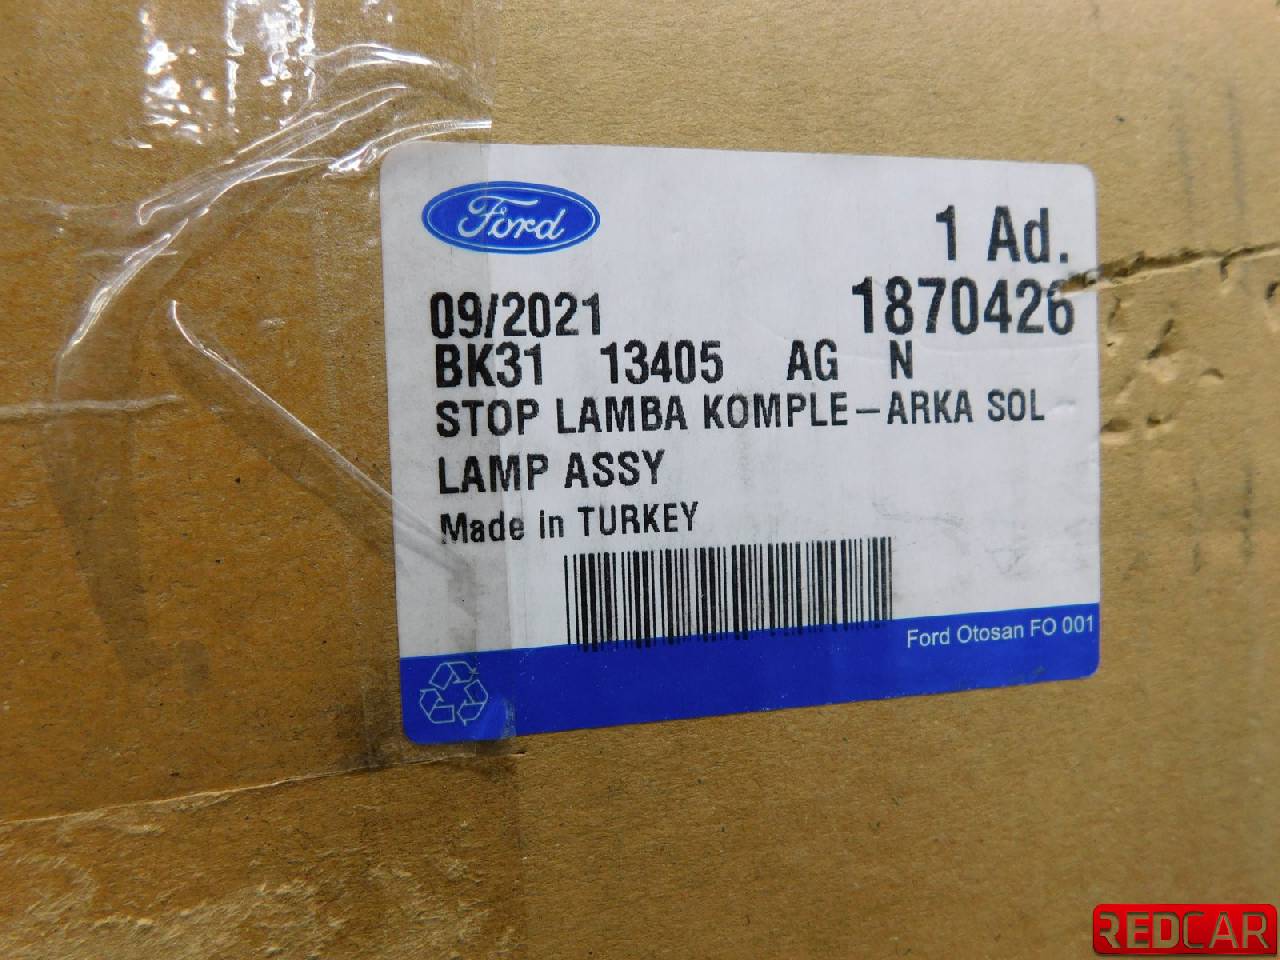 Ford
1 Ad.
09/2021 1870426
BK31 13405 AG N
STOP LAMBA KOMPLE-ARKA SOL
LAMP ASSY
Made in TURKEY
Ford Otosan FO 001
REDCAR